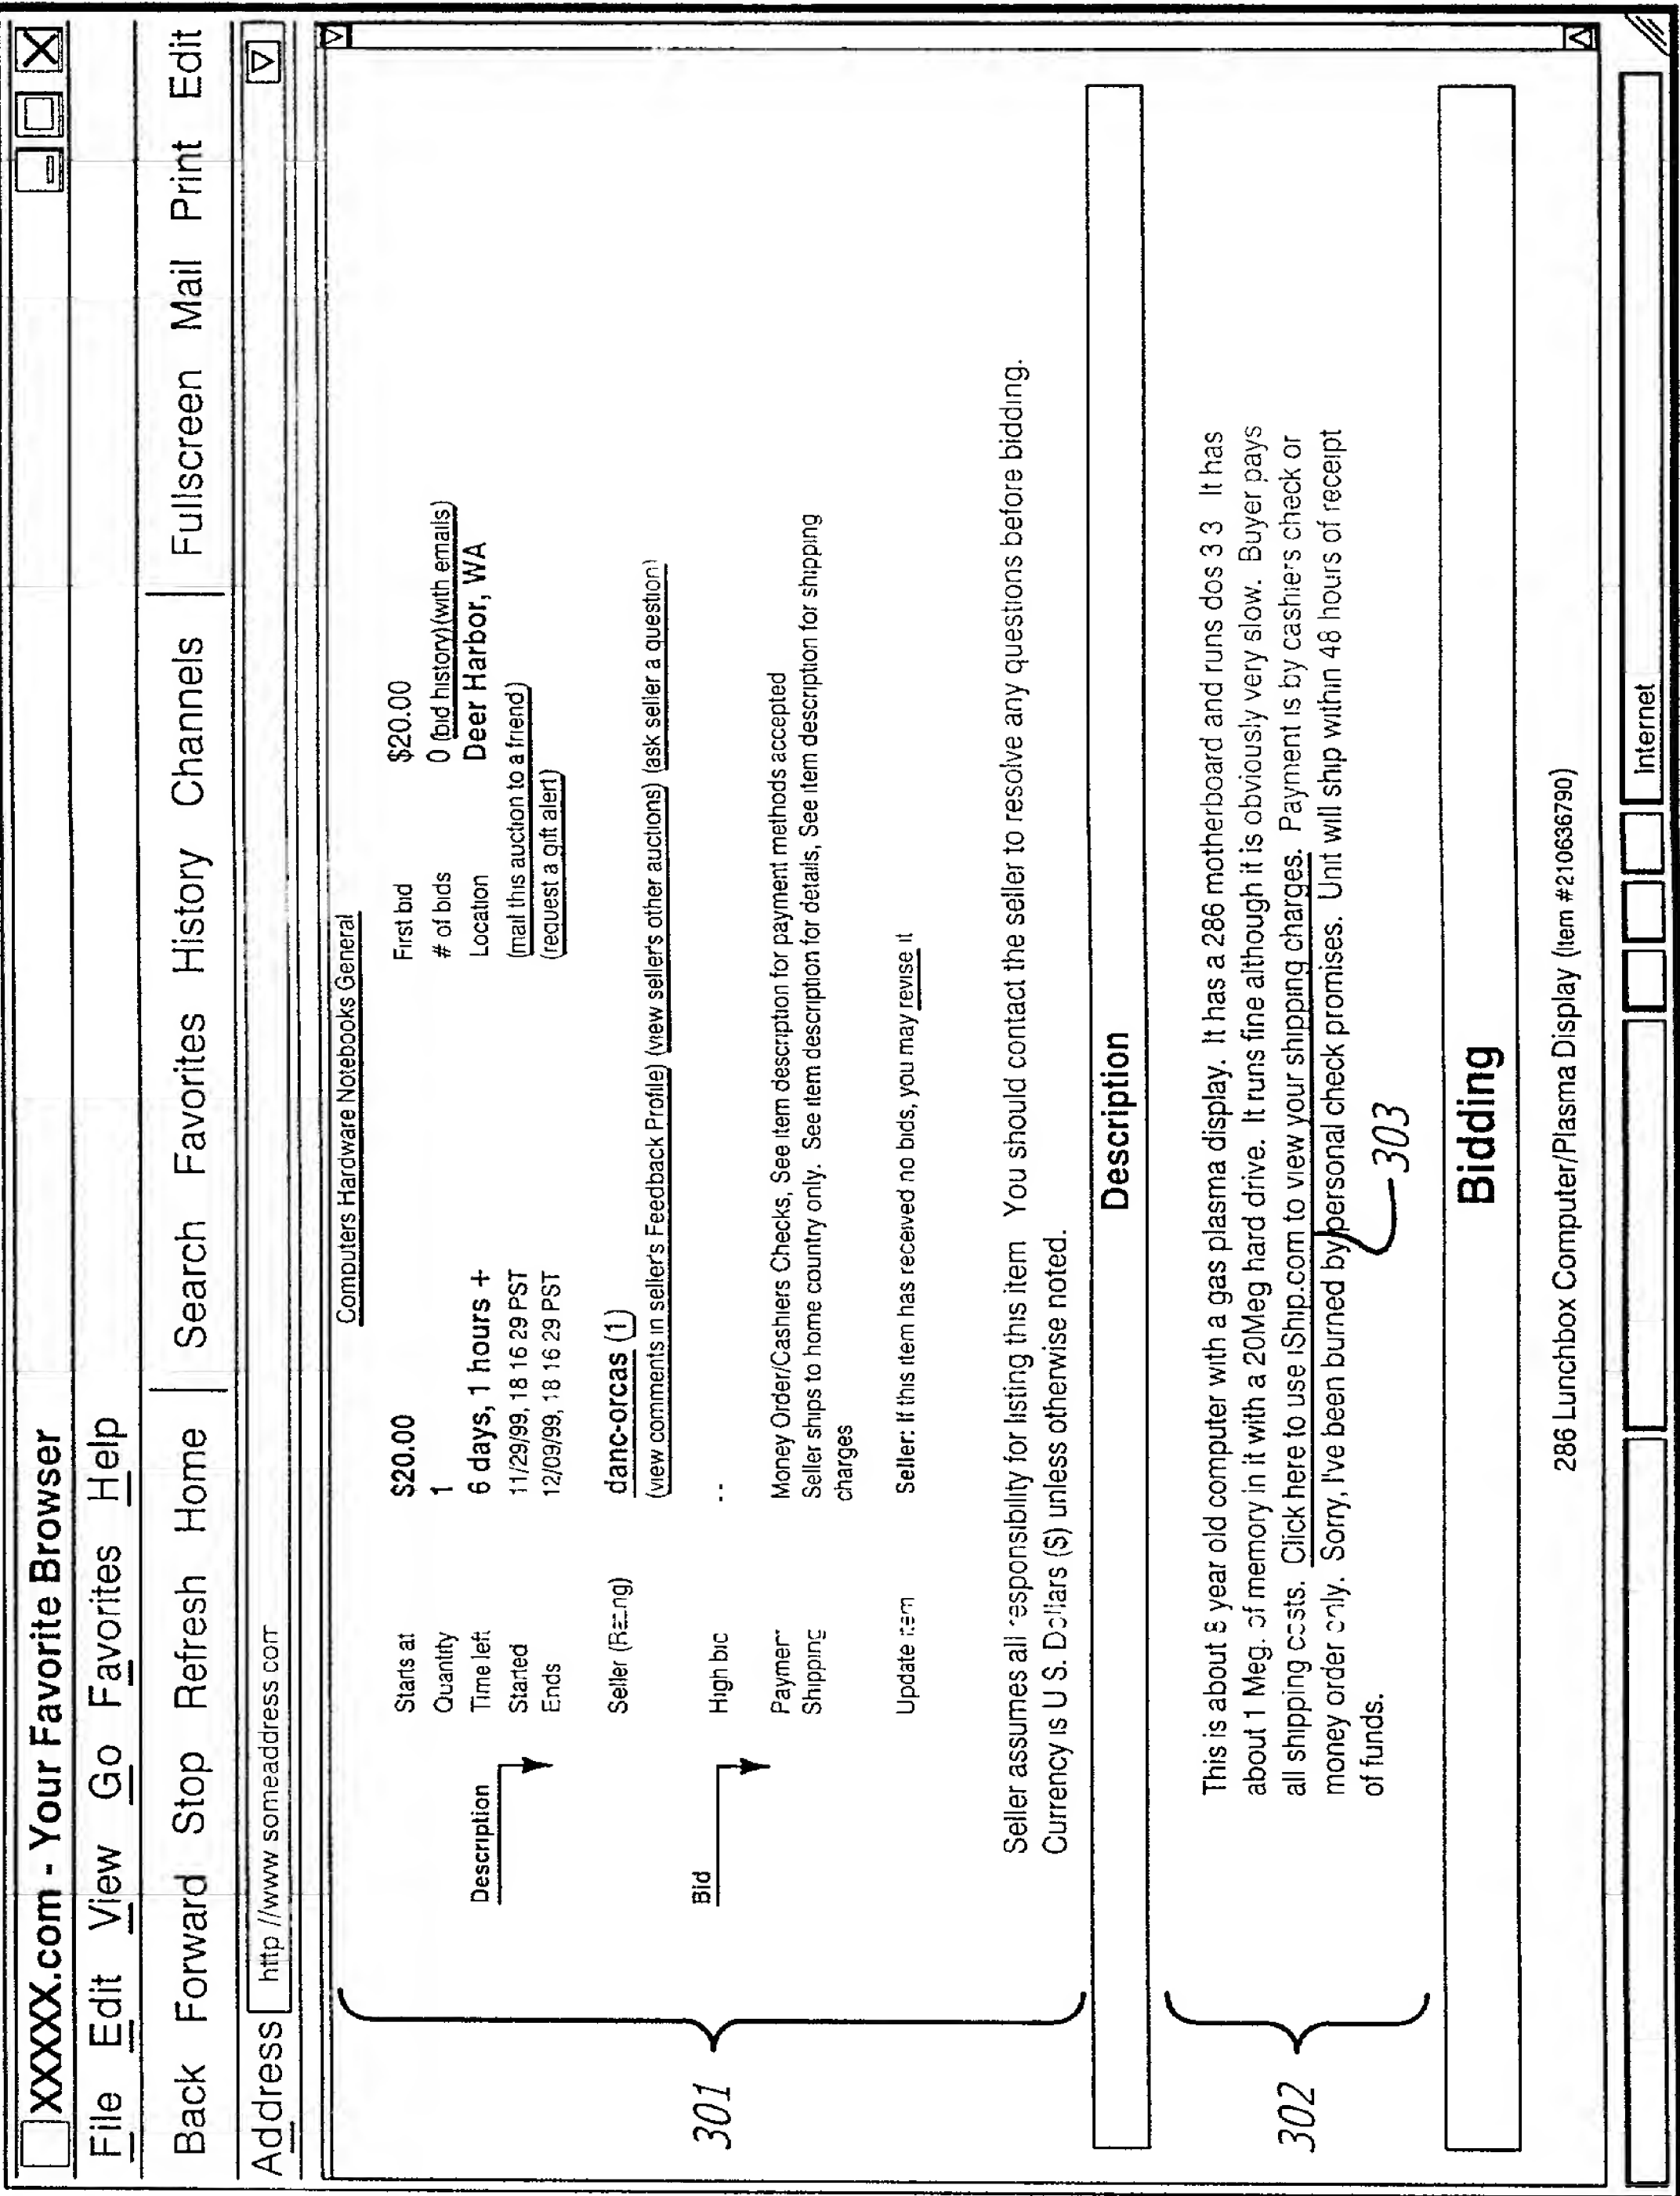 XXXXX.com - Your Favorite Browser
File Edit View Go Favorites Help
Back Forward Stop Refresh Home Search Favorites History Channels Fullscreen Mail Print Edit
Address http //www someaddress com
Computers Hardware Notebooks General
Starts at $20.00 First bid $20.00
Quantity 1 # of bids 0 (bid history)(with emails)
Time left 6 days, 1 hours + Location Deer Harbor, WA
Started 11/29/99, 18 16 29 PST (mail this auction to a friend)
Ends 12/09/99, 18 16 29 PST (request a gift alert)
Description
Seller (Rating) danc-orcas (1)
(view comments in seller's Feedback Profile) (view seller's other auctions) (ask seller a question)
Bid
High bid - -
Payment Money Order/Cashiers Checks, See item description for payment methods accepted
Shipping Seller ships to home country only. See item description for details, See item description for shipping
charges
Update item Seller: If this item has received no bids, you may revise it
301
Seller assumes all responsibility for listing this item You should contact the seller to resolve any questions before bidding.
Currency is U S. Dollars ($) unless otherwise noted.
Description
This is about 8 year old computer with a gas plasma display. It has a 286 motherboard and runs dos 3 3 It has
about 1 Meg. of memory in it with a 20Meg hard drive. It runs fine although it is obviously very slow. Buyer pays
all shipping costs. Click here to use iShip.com to view your shipping charges. Payment is by cashiers check or
money order only. Sorry, I've been burned by personal check promises. Unit will ship within 48 hours of receipt
of funds.
302
303
Bidding
286 Lunchbox Computer/Plasma Display (Item #210636790)
Internet